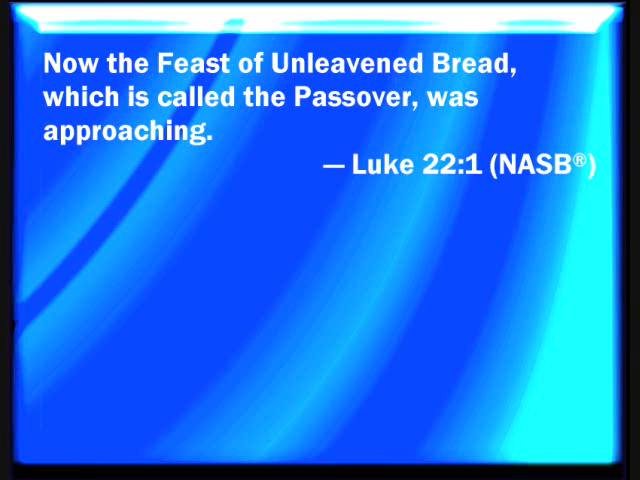 Now the Feast of Unleavened Bread,
which is called the Passover, was
approaching.
— Luke 22:1 (NASB®)